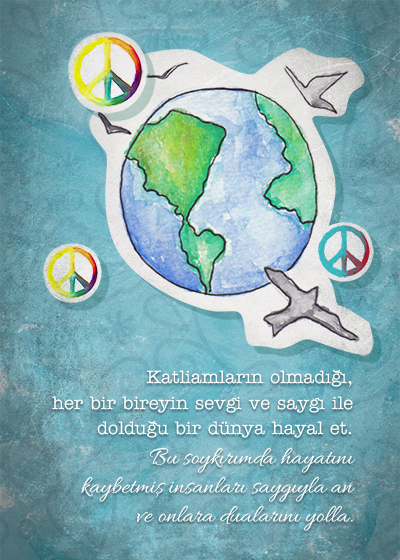 Katliamların olmadığı,
her bir bireyin sevgi ve saygı ile
dolduğu bir dünya hayal et.
Bu soykırımda hayatını
kaybetmiş insanları saygıyla an
ve onlara dualarını yolla.